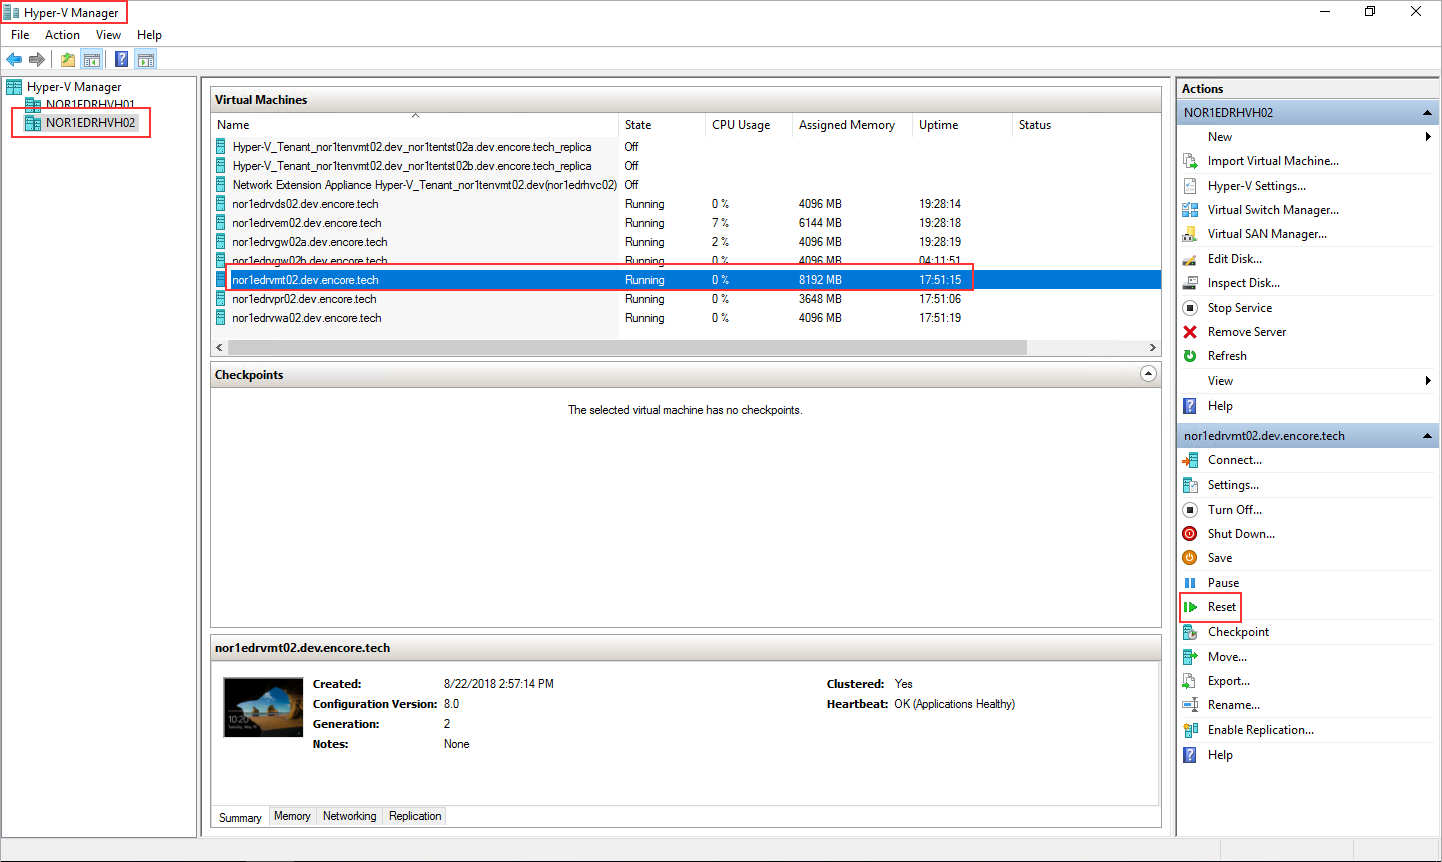 Hyper-V Manager
File Action View Help
Hyper-V Manager
NOR1EDRHVH01
NOR1EDRHVH02
Virtual Machines
Name State CPU Usage Assigned Memory Uptime Status
Hyper-V_Tenant_nor1tenvmt02.dev_nor1tentst02a.dev.encore.tech_replica Off
Hyper-V_Tenant_nor1tenvmt02.dev_nor1tentst02b.dev.encore.tech_replica Off
Network Extension Appliance Hyper-V_Tenant_nor1tenvmt02.dev(nor1edrhvc02) Off
nor1edrvds02.dev.encore.tech Running 0 % 4096 MB 19:28:14
nor1edrvem02.dev.encore.tech Running 7 % 6144 MB 19:28:18
nor1edrvgw02a.dev.encore.tech Running 2 % 4096 MB 19:28:19
nor1edrvgw02b.dev.encore.tech Running 0 % 4096 MB 04:11:51
nor1edrvmt02.dev.encore.tech Running 0 % 8192 MB 17:51:15
nor1edrvpr02.dev.encore.tech Running 0 % 3648 MB 17:51:06
nor1edrvwa02.dev.encore.tech Running 0 % 4096 MB 17:51:19
Checkpoints
The selected virtual machine has no checkpoints.
nor1edrvmt02.dev.encore.tech
10:20
Created: 8/22/2018 2:57:14 PM Clustered: Yes
Configuration Version: 8.0 Heartbeat: OK (Applications Healthy)
Generation: 2
Notes: None
Summary Memory Networking Replication
Actions
NOR1EDRHVH02
New
Import Virtual Machine...
Hyper-V Settings...
Virtual Switch Manager...
Virtual SAN Manager...
Edit Disk...
Inspect Disk...
Stop Service
Remove Server
Refresh
View
Help
nor1edrvmt02.dev.encore.tech
Connect...
Settings...
Turn Off...
Shut Down...
Save
Pause
Reset
Checkpoint
Move...
Export...
Rename...
Enable Replication...
Help